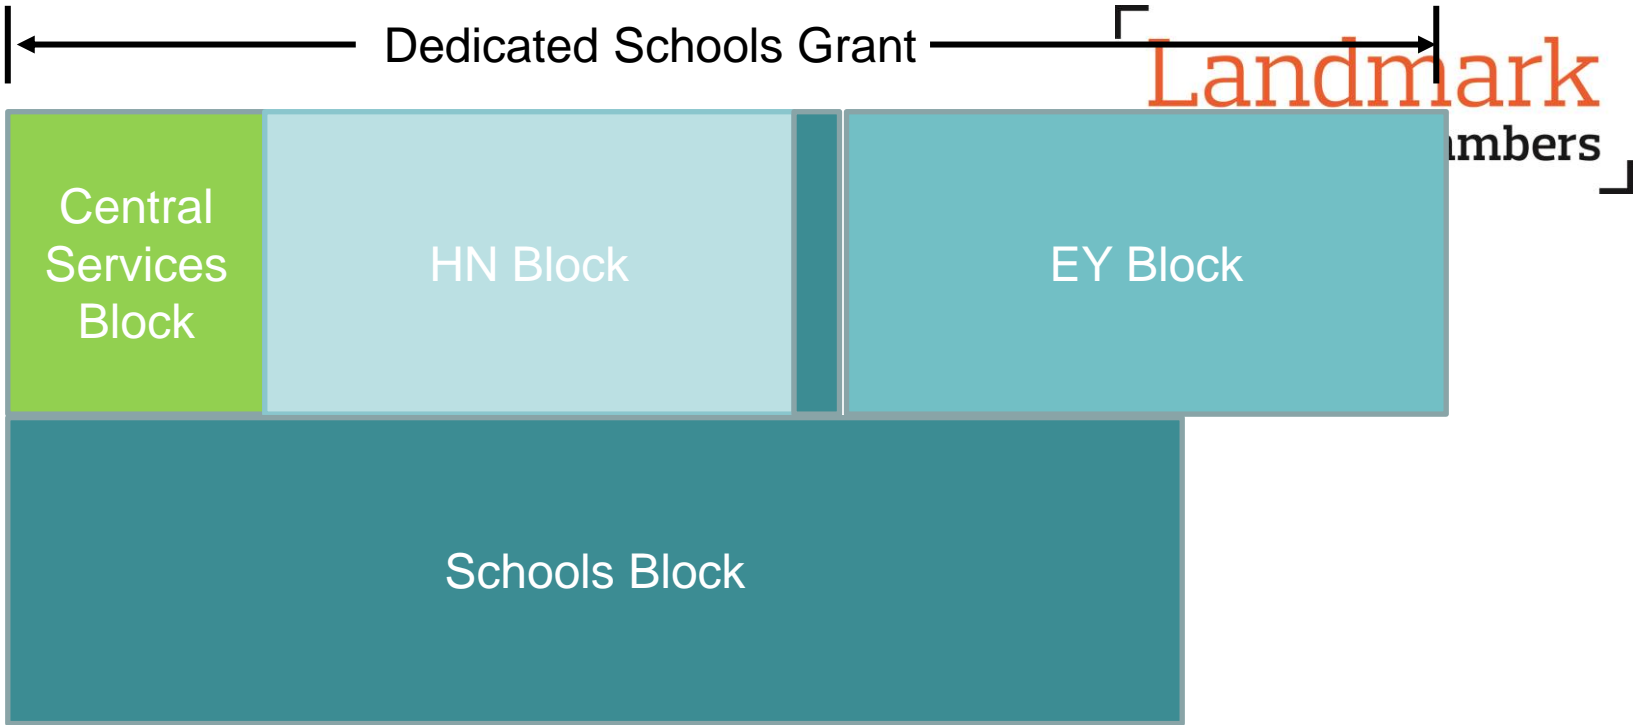 Dedicated Schools Grant
Landmark
mbers
Central
Services
Block
HN Block
EY Block
Schools Block